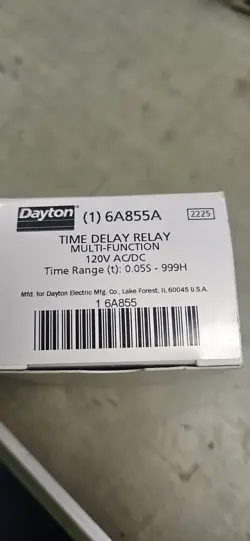 Dayton (1) 6A855A 2225
TIME DELAY RELAY
MULTI-FUNCTION
120V AC/DC
Time Range (t): 0.05S - 999H
Mfd. for Dayton Electric Mfg. Co., Lake Forest, IL 60045 U.S.A.
1 6A855